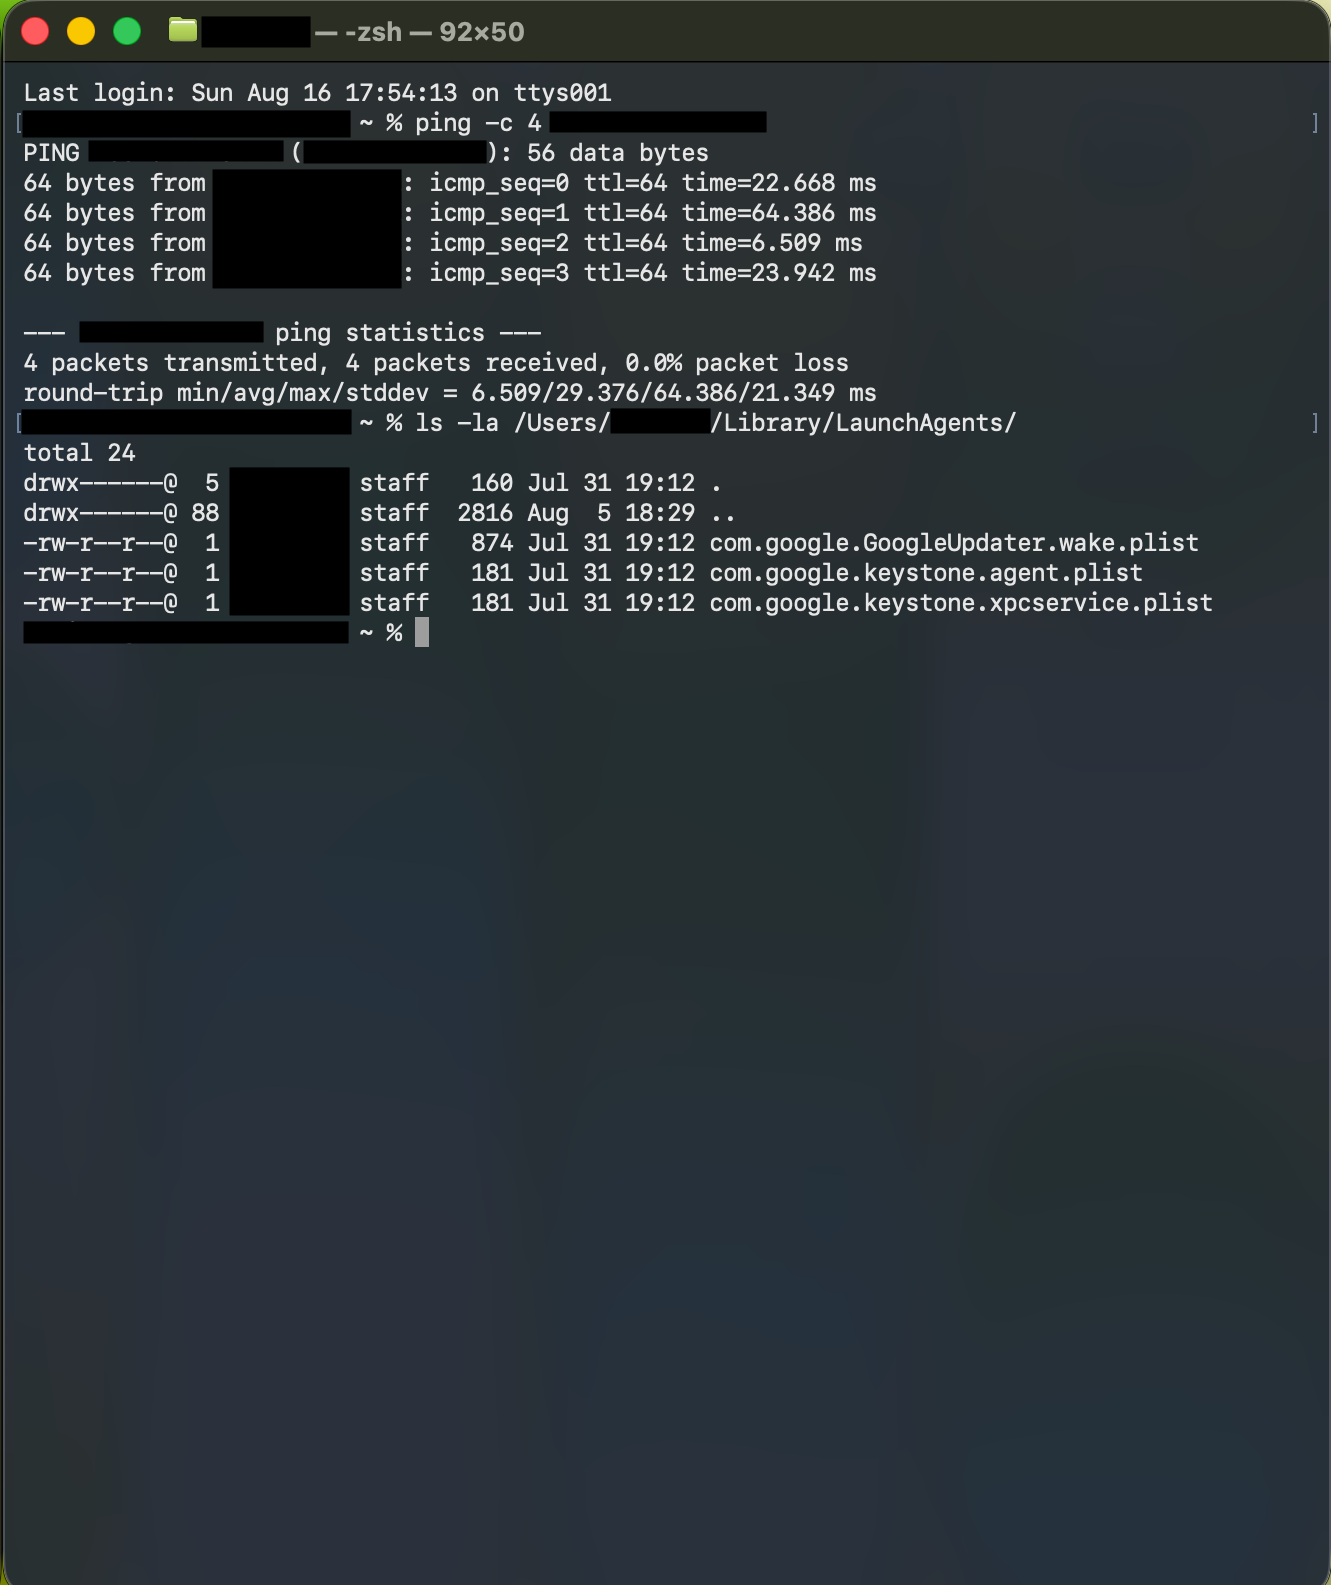 — -zsh — 92×50
Last login: Sun Aug 16 17:54:13 on ttys001
[ ~ % ping -c 4 ]
PING ( ): 56 data bytes
64 bytes from : icmp_seq=0 ttl=64 time=22.668 ms
64 bytes from : icmp_seq=1 ttl=64 time=64.386 ms
64 bytes from : icmp_seq=2 ttl=64 time=6.509 ms
64 bytes from : icmp_seq=3 ttl=64 time=23.942 ms
--- ping statistics ---
4 packets transmitted, 4 packets received, 0.0% packet loss
round-trip min/avg/max/stddev = 6.509/29.376/64.386/21.349 ms
[ ~ % ls -la /Users/ /Library/LaunchAgents/ ]
total 24
drwx------@ 5 staff 160 Jul 31 19:12 .
drwx------@ 88 staff 2816 Aug 5 18:29 ..
-rw-r--r--@ 1 staff 874 Jul 31 19:12 com.google.GoogleUpdater.wake.plist
-rw-r--r--@ 1 staff 181 Jul 31 19:12 com.google.keystone.agent.plist
-rw-r--r--@ 1 staff 181 Jul 31 19:12 com.google.keystone.xpcservice.plist
~ %